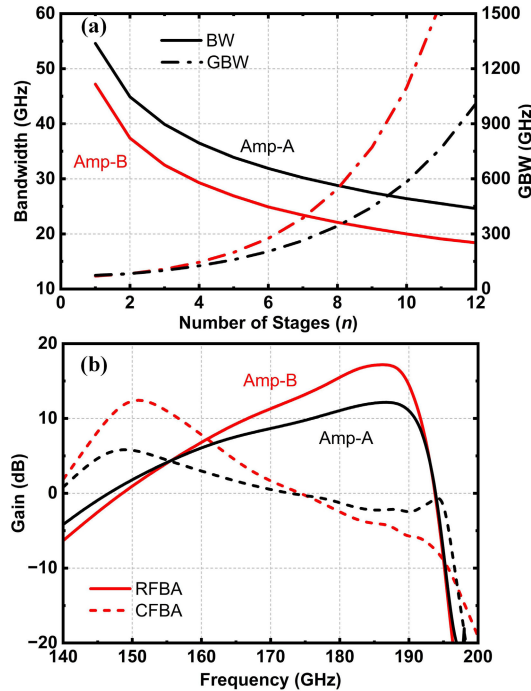 (a)
BW
GBW
Amp-A
Amp-B
60
50
40
30
20
10
Bandwidth (GHz)
1500
1200
900
600
300
0
GBW (GHz)
0 2 4 6 8 10 12
Number of Stages (n)
(b)
Amp-B
Amp-A
RFBA
CFBA
20
10
0
−10
−20
Gain (dB)
140 150 160 170 180 190 200
Frequency (GHz)